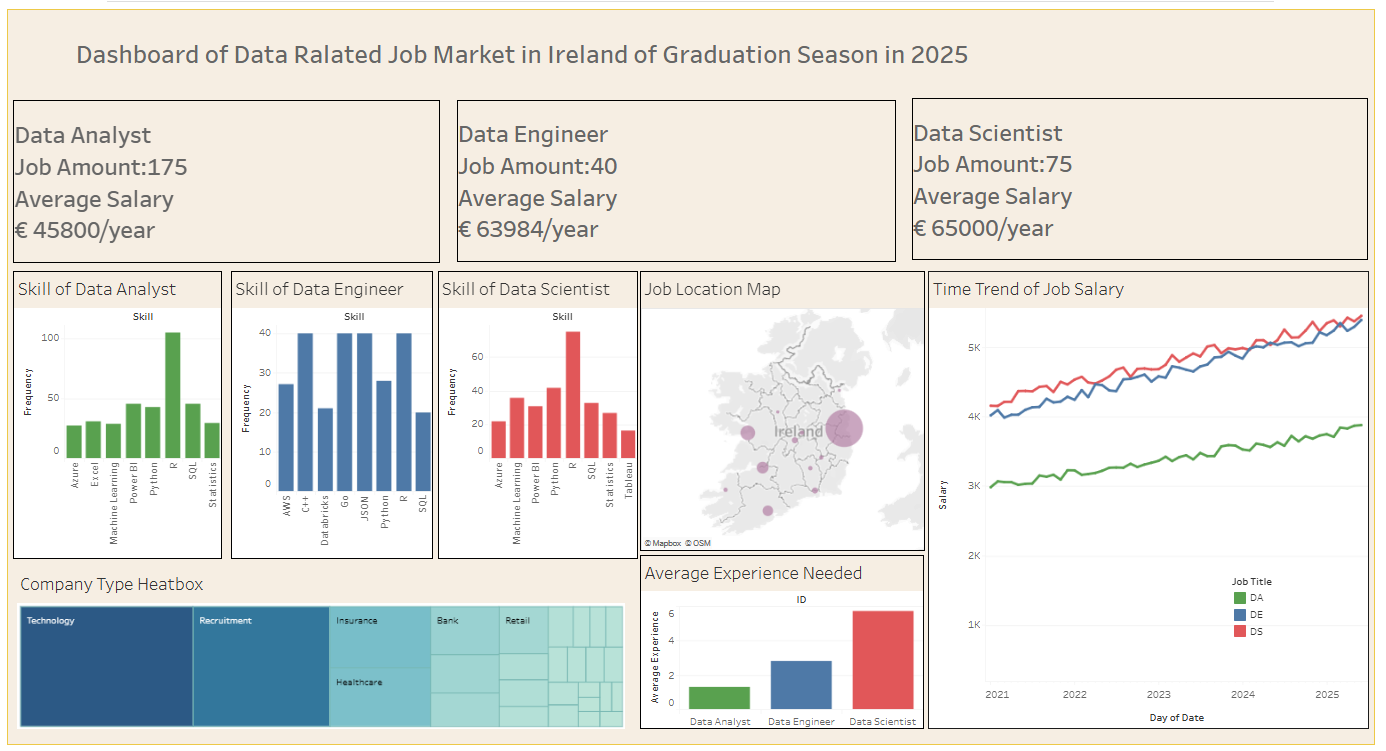 Dashboard of Data Ralated Job Market in Ireland of Graduation Season in 2025
Data Analyst
Job Amount:175
Average Salary
€ 45800/year
Data Engineer
Job Amount:40
Average Salary
€ 63984/year
Data Scientist
Job Amount:75
Average Salary
€ 65000/year
Skill of Data Analyst
Skill
Frequency
100
50
0
Azure
Excel
Machine Learning
Power BI
Python
R
SQL
Statistics
Skill of Data Engineer
Skill
Frequency
40
30
20
10
0
AWS
C++
Databricks
Go
JSON
Python
R
SQL
Skill of Data Scientist
Skill
Frequency
60
40
20
0
Azure
Machine Learning
Power BI
Python
R
SQL
Statistics
Tableau
Job Location Map
Ireland
© Mapbox © OSM
Time Trend of Job Salary
Salary
5K
4K
3K
2K
1K
Job Title
DA
DE
DS
2021
2022
2023
2024
2025
Day of Date
Company Type Heatbox
Technology
Recruitment
Insurance
Healthcare
Bank
Retail
Average Experience Needed
ID
Average Experience
6
4
2
0
Data Analyst
Data Engineer
Data Scientist